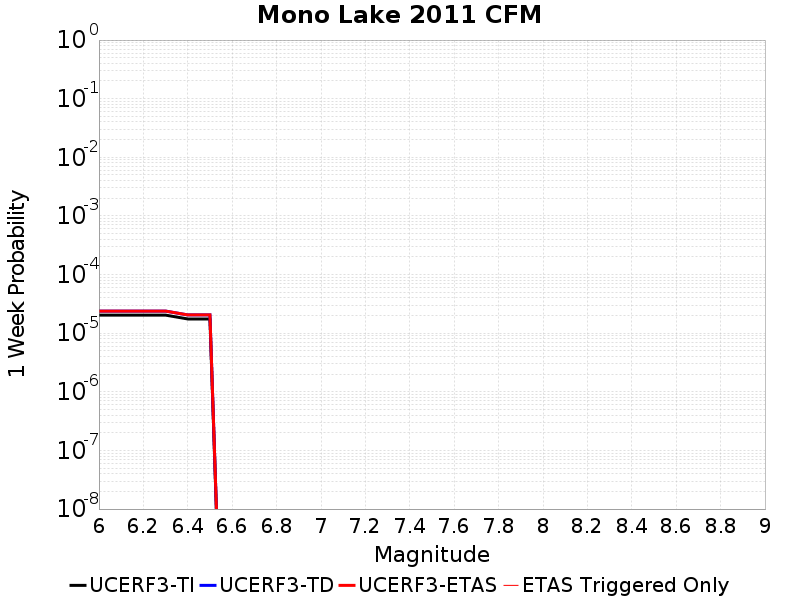 Mono Lake 2011 CFM
1 Week Probability
10^0
10^-1
10^-2
10^-3
10^-4
10^-5
10^-6
10^-7
10^-8
6 6.2 6.4 6.6 6.8 7 7.2 7.4 7.6 7.8 8 8.2 8.4 8.6 8.8 9
Magnitude
UCERF3-TI UCERF3-TD UCERF3-ETAS ETAS Triggered Only